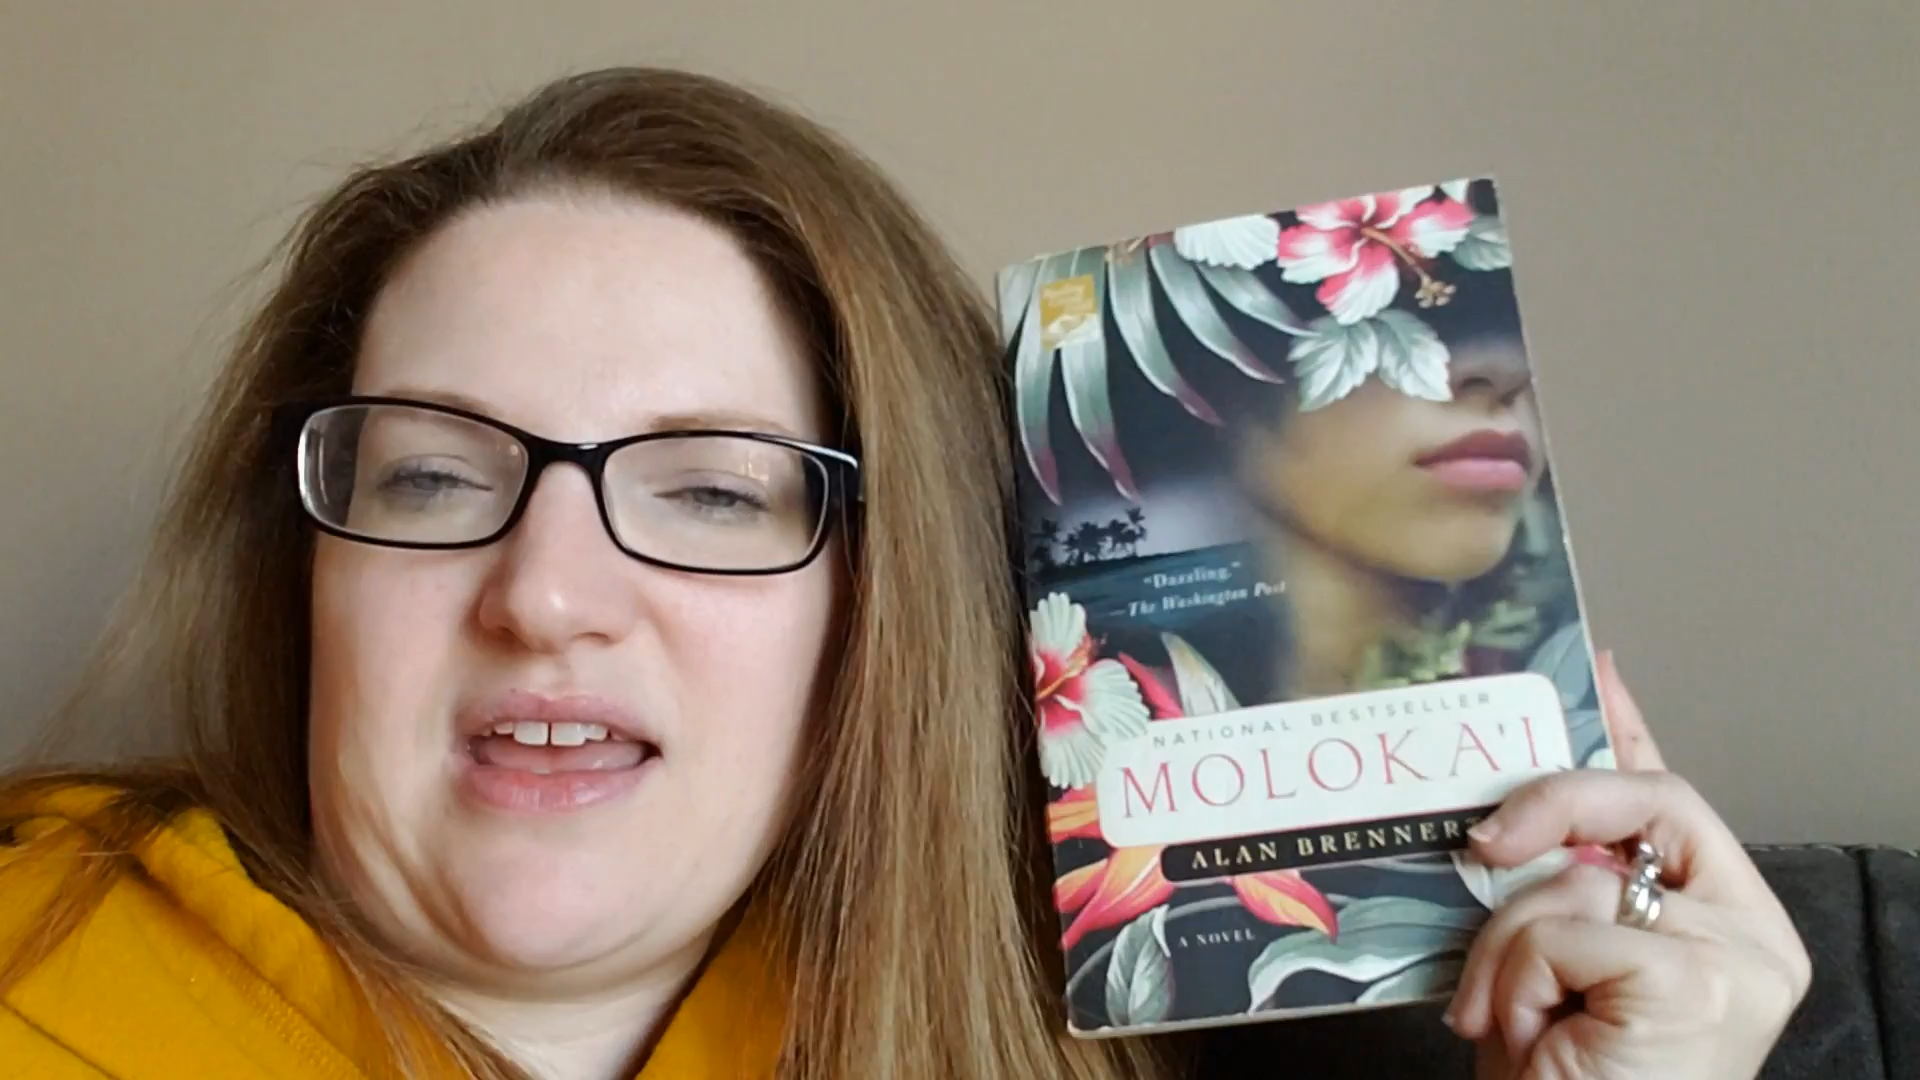 "Dazzling."
—The Washington Post
NATIONAL BESTSELLER
MOLOKA'I
ALAN BRENNERT
A NOVEL